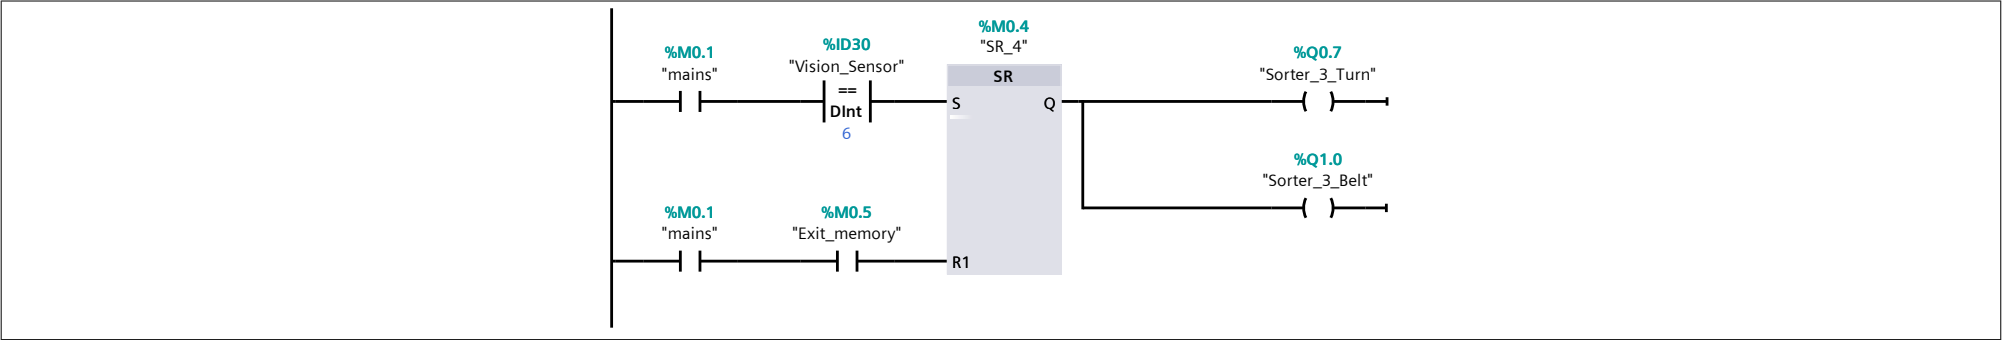 %M0.1
"mains"
%ID30
"Vision_Sensor"
==
DInt
6
%M0.4
"SR_4"
SR
S
Q
%Q0.7
"Sorter_3_Turn"
%Q1.0
"Sorter_3_Belt"
%M0.1
"mains"
%M0.5
"Exit_memory"
R1